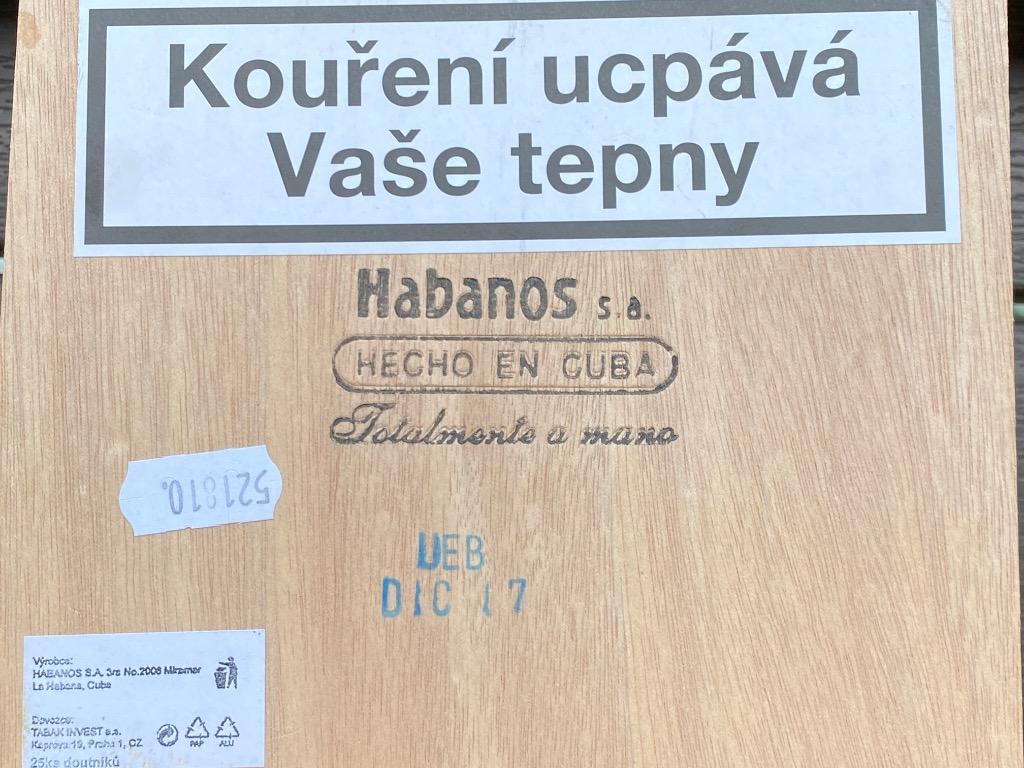 Kouření ucpává
Vaše tepny
Habanos s.a.
HECHO EN CUBA
Totalmente a mano
521810.
UEB
DIC 17
Výrobce:
HABANOS S.A. 3ra No.2006 Miramar
La Habana, Cuba
Dovozce:
TABAK INVEST s.a.
Kaprova 19, Praha 1, CZ
PAP ALU
25ks doutníků